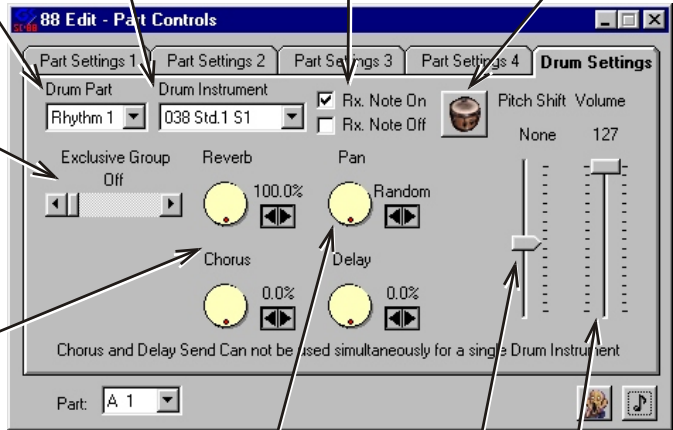 88 Edit - Part Controls
Part Settings 1 Part Settings 2 Part Settings 3 Part Settings 4 Drum Settings
Drum Part Drum Instrument
Rhythm 1 038 Std.1 S1
Rx. Note On
Rx. Note Off
Pitch Shift Volume
None 127
Exclusive Group Reverb Pan
Off
100.0% Random
Chorus Delay
0.0% 0.0%
Chorus and Delay Send Can not be used simultaneously for a single Drum Instrument
Part: A 1